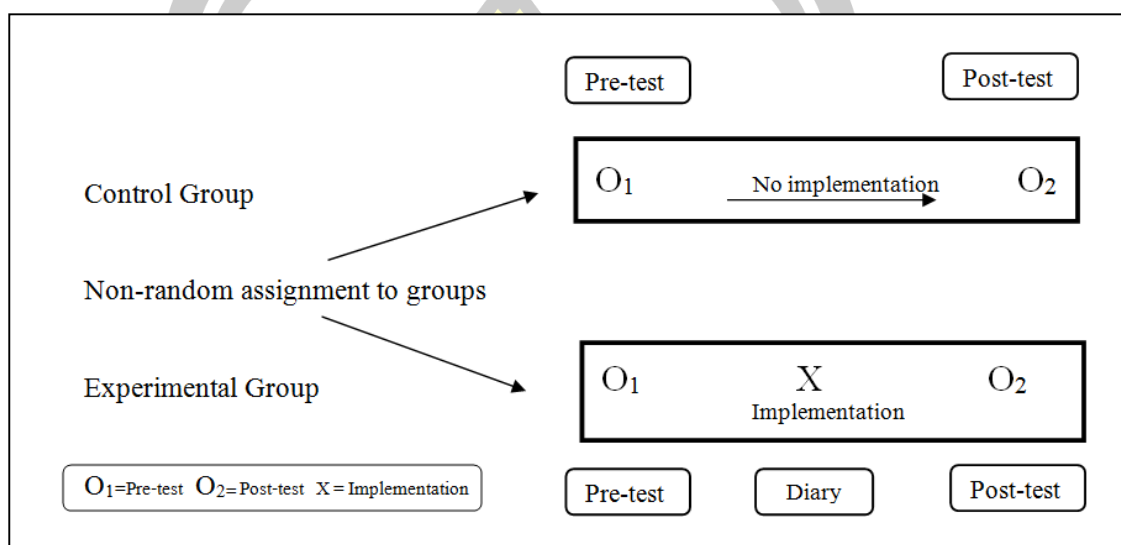 Pre-test Post-test
O₁ No implementation O₂
Control Group
Non-random assignment to groups
Experimental Group
O₁ X O₂
Implementation
O₁=Pre-test O₂=Post-test X=Implementation
Pre-test Diary Post-test